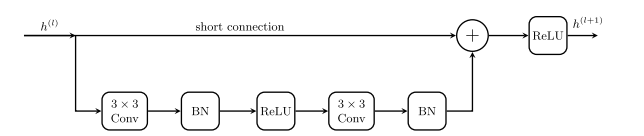 h^{(l)}
short connection
+
ReLU
h^{(l+1)}
3 × 3
Conv
BN
ReLU
3 × 3
Conv
BN